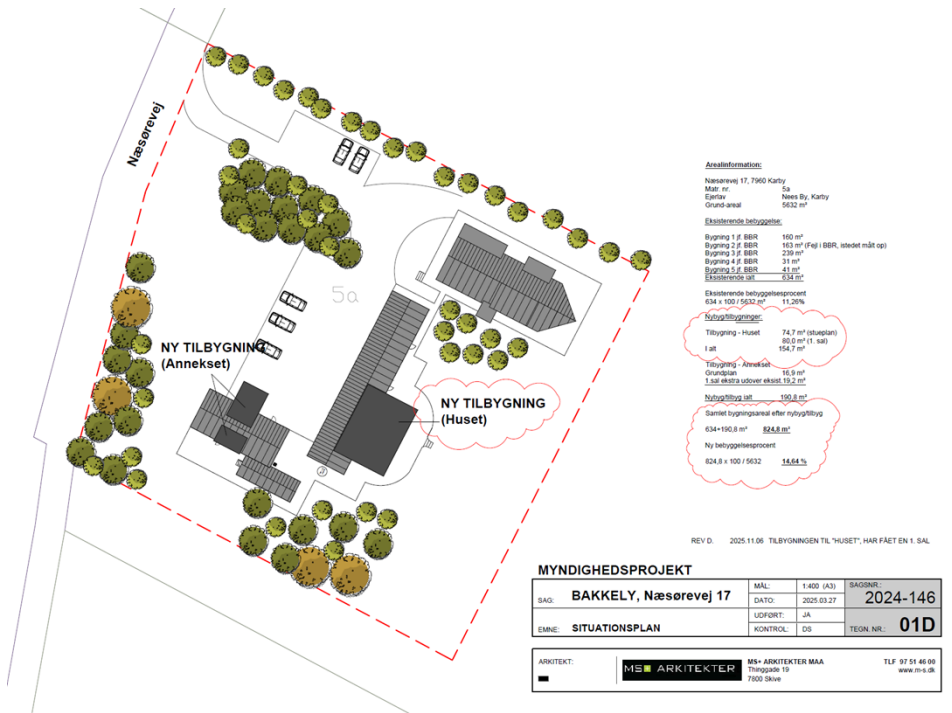 Næsørevej
5a
NY TILBYGNING
(Annekset)
NY TILBYGNING
(Huset)
Arealinformation:
Næsørevej 17, 7960 Karby
Matr. nr. 5a
Ejerlav Nees By, Karby
Grund-areal 5632 m²
Eksisterende bebyggelse:
Bygning 1 jf. BBR 160 m²
Bygning 2 jf. BBR 163 m² (Fejl i BBR, istedet målt op)
Bygning 3 jf. BBR 239 m²
Bygning 4 jf. BBR 31 m²
Bygning 5 jf. BBR 41 m²
Eksisterende ialt 634 m²
Eksisterende bebyggelsesprocent
634 x 100 / 5632 m² 11,26%
Nybyg/tilbygninger:
Tilbygning - Huset 74,7 m² (stueplan)
80,0 m² (1. sal)
I alt 154,7 m²
Tilbygning - Annekset
Grundplan 16,9 m²
1.sal ekstra udover eksist. 19,2 m²
Nybyg/tilbyg ialt 190,8 m²
Samlet bygningsareal efter nybyg/tilbyg
634+190,8 m² 824,8 m²
Ny bebyggelsesprocent
824,8 x 100 / 5632 14,64 %
REV D. 2025.11.06 TILBYGNINGEN TIL "HUSET", HAR FÅET EN 1. SAL
MYNDIGHEDSPROJEKT
SAG: BAKKELY, Næsørevej 17
MÅL: 1:400 (A3)
SAGSNR.: 2024-146
DATO: 2025.03.27
UDFØRT: JA
EMNE: SITUATIONSPLAN
KONTROL: DS
TEGN. NR.: 01D
ARKITEKT:
MS+ ARKITEKTER
MS+ ARKITEKTER MAA
Thinggade 19
7800 Skive
TLF 97 51 46 00
www.m-s.dk